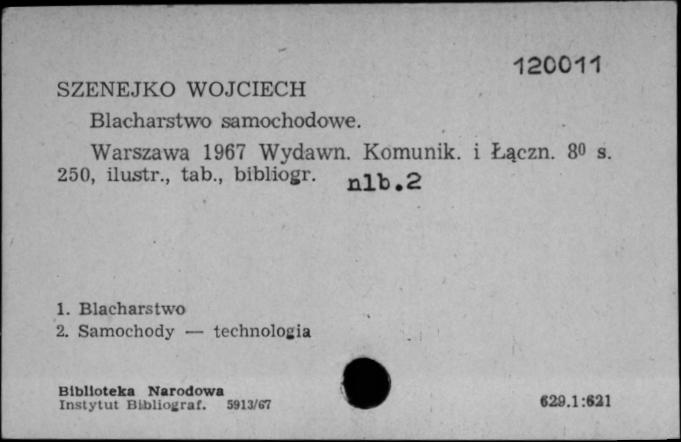 120011
SZENEJKO WOJCIECH
Blacharstwo samochodowe.
Warszawa 1967 Wydawn. Komunik. i Łączn. 8⁰ s.
250, ilustr., tab., bibliogr. nlb.2
1. Blacharstwo
2. Samochody — technologia
Biblioteka Narodowa
Instytut Bibliograf. 5913/67
629.1:621